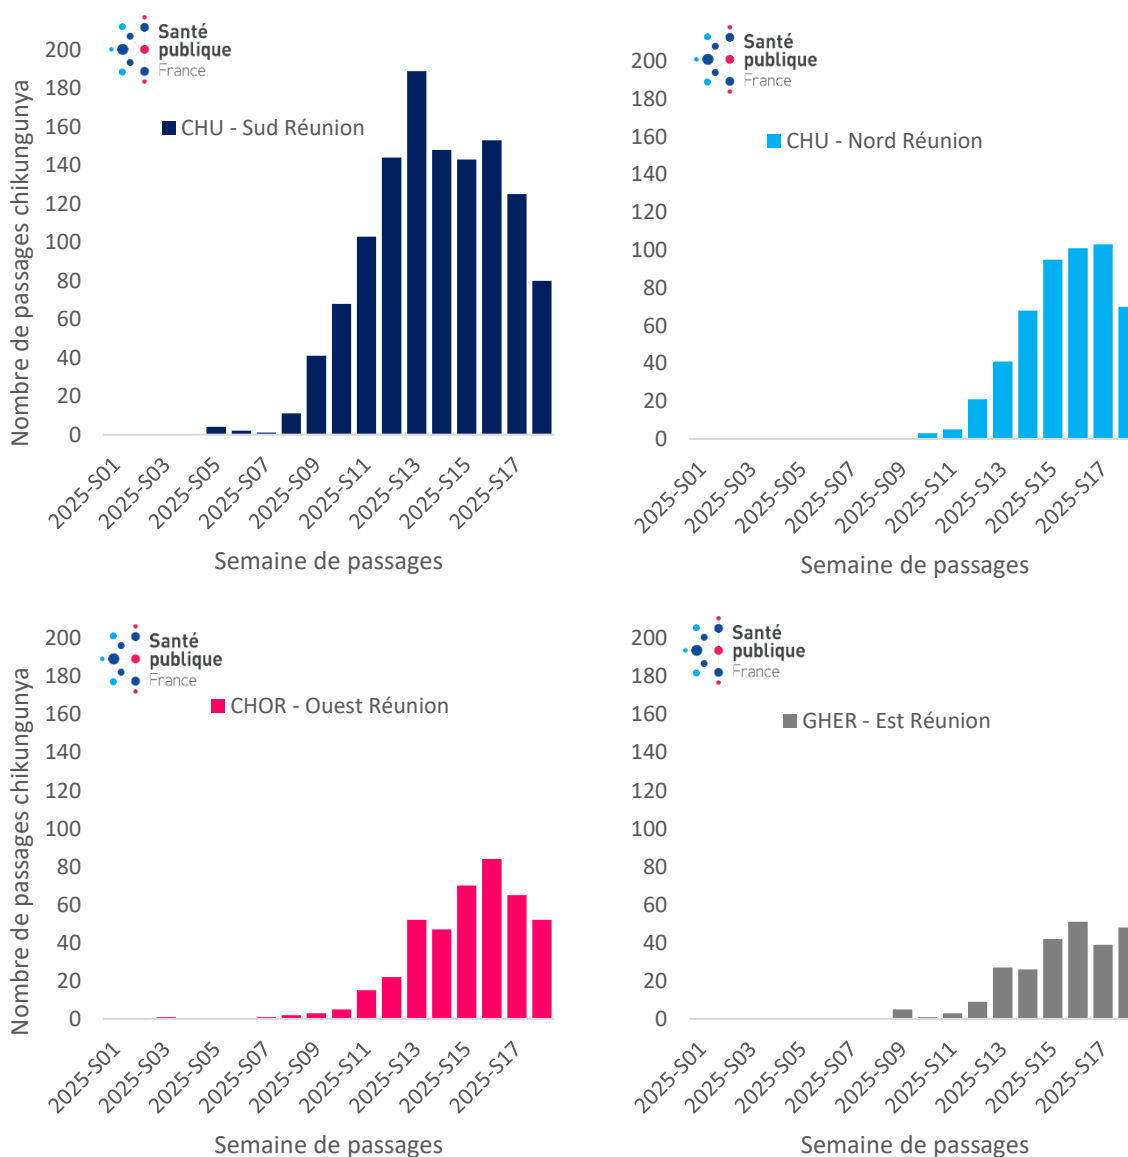 Santé
publique
France
CHU - Sud Réunion
Nombre de passages chikungunya
200
180
160
140
120
100
80
60
40
20
0
2025-S01
2025-S03
2025-S05
2025-S07
2025-S09
2025-S11
2025-S13
2025-S15
2025-S17
Semaine de passages
Santé
publique
France
CHU - Nord Réunion
200
180
160
140
120
100
80
60
40
20
0
2025-S01
2025-S03
2025-S05
2025-S07
2025-S09
2025-S11
2025-S13
2025-S15
2025-S17
Semaine de passages
Santé
publique
France
CHOR - Ouest Réunion
Nombre de passages chikungunya
200
180
160
140
120
100
80
60
40
20
0
2025-S01
2025-S03
2025-S05
2025-S07
2025-S09
2025-S11
2025-S13
2025-S15
2025-S17
Semaine de passages
Santé
publique
France
GHER - Est Réunion
200
180
160
140
120
100
80
60
40
20
0
2025-S01
2025-S03
2025-S05
2025-S07
2025-S09
2025-S11
2025-S13
2025-S15
2025-S17
Semaine de passages